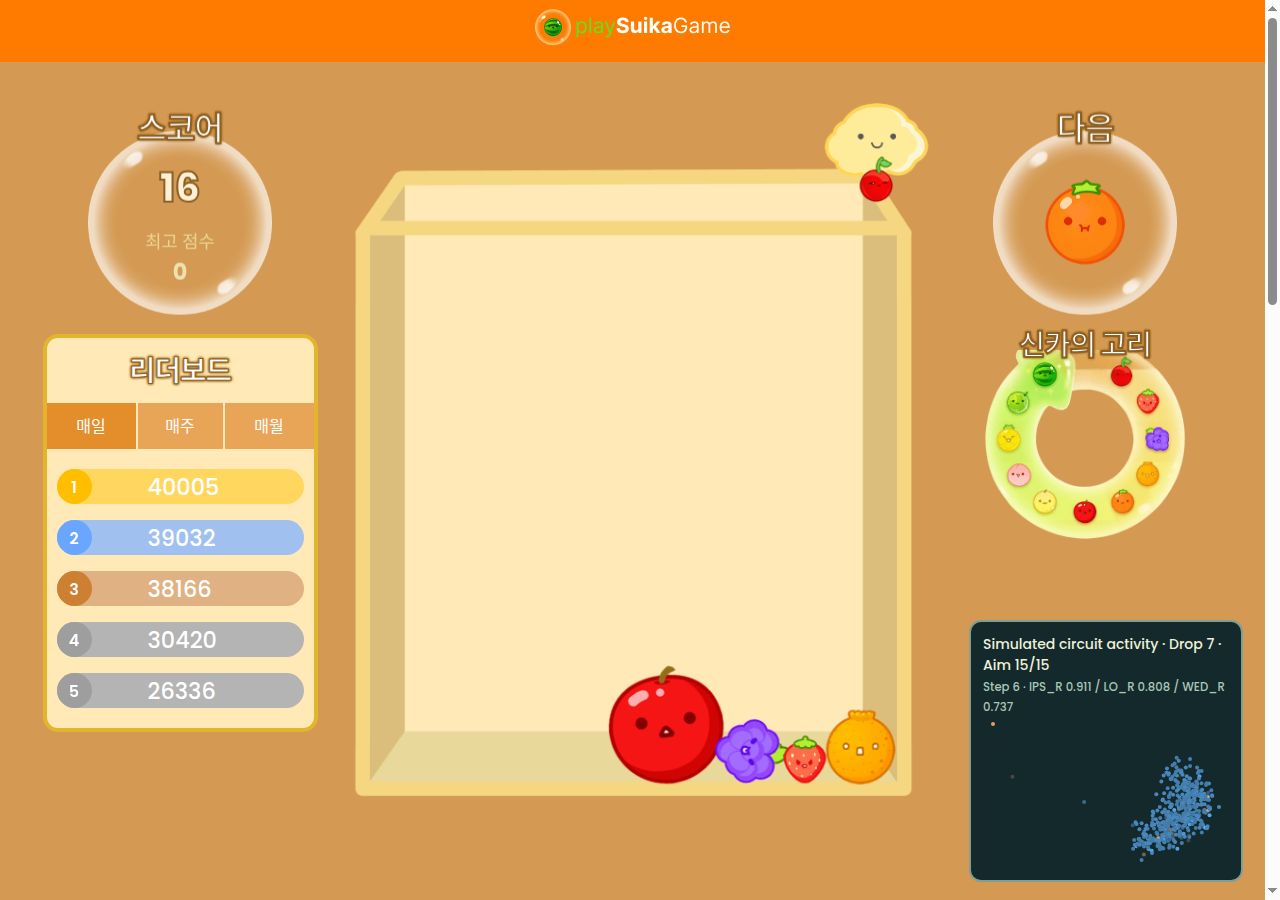 playSuikaGame
스코어
16
최고 점수
0
다음
신카의 고리
리더보드
매일 매주 매월
1 40005
2 39032
3 38166
4 30420
5 26336
Simulated circuit activity · Drop 7 ·
Aim 15/15
Step 6 · IPS_R 0.911 / LO_R 0.808 / WED_R
0.737